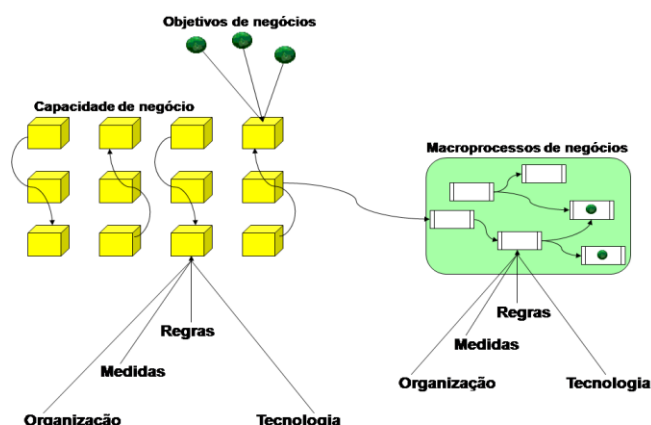 Objetivos de negócios
Capacidade de negócio
Macroprocessos de negócios
Regras
Medidas
Organização
Tecnologia
Regras
Medidas
Organização
Tecnologia